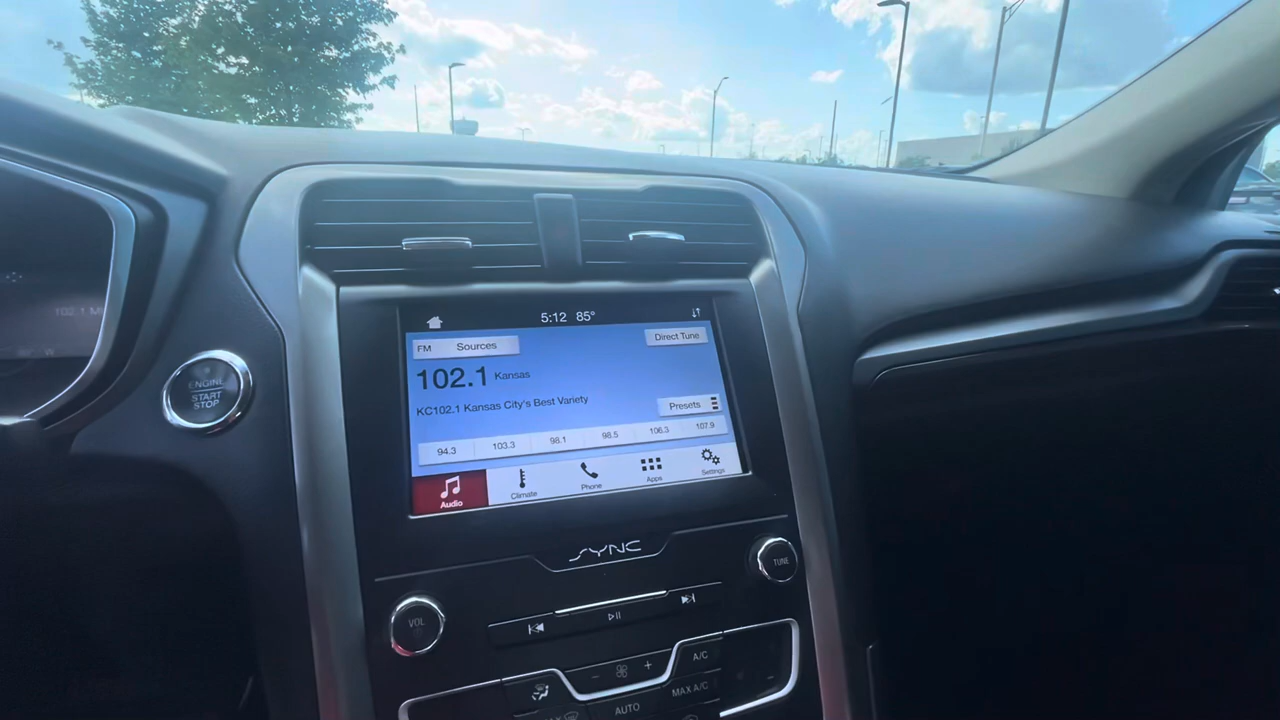 5:12 85°
FM Sources
Direct Tune
102.1 Kansas
KC102.1 Kansas City's Best Variety
Presets
94.3 103.3 98.1 98.5 106.3 107.9
Audio Climate Phone Apps Settings
102.1
ENGINE
START
STOP
SYNC
VOL
TUNE
- +
A/C
MAX A/C
AUTO